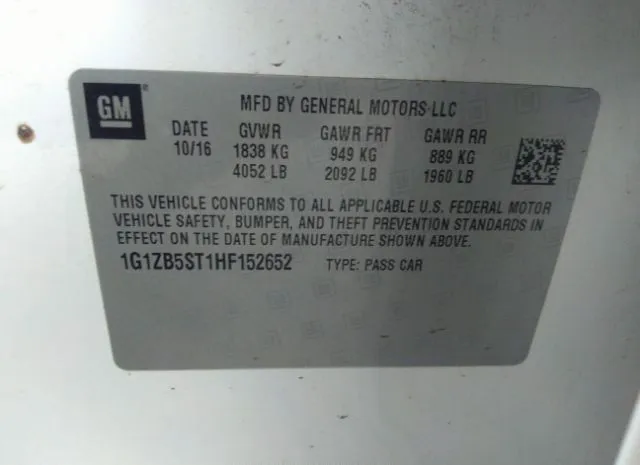 GM
MFD BY GENERAL MOTORS LLC
DATE GVWR GAWR FRT GAWR RR
10/16 1838 KG 949 KG 889 KG
4052 LB 2092 LB 1960 LB
THIS VEHICLE CONFORMS TO ALL APPLICABLE U.S. FEDERAL MOTOR
VEHICLE SAFETY, BUMPER, AND THEFT PREVENTION STANDARDS IN
EFFECT ON THE DATE OF MANUFACTURE SHOWN ABOVE.
1G1ZB5ST1HF152652 TYPE: PASS CAR